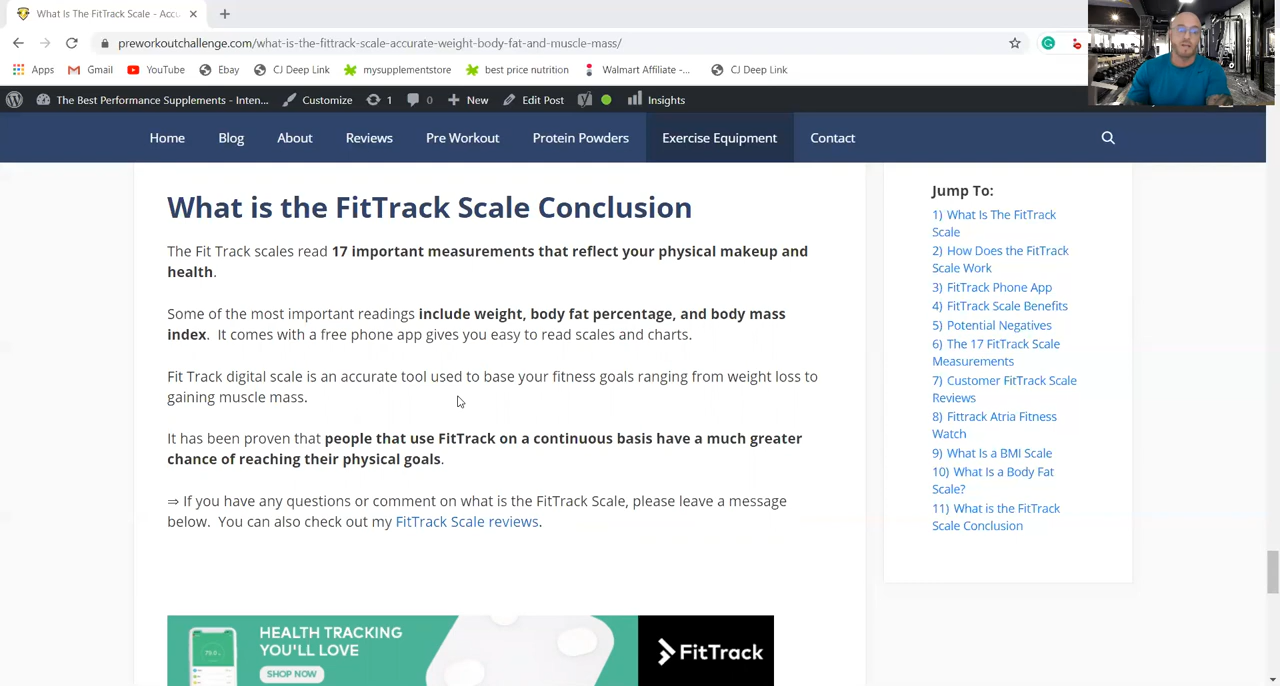 What Is The FitTrack Scale - Accu
preworkoutchallenge.com/what-is-the-fittrack-scale-accurate-weight-body-fat-and-muscle-mass/
Apps Gmail YouTube Ebay CJ Deep Link mysupplementstore best price nutrition Walmart Affiliate -... CJ Deep Link
The Best Performance Supplements - Inten... Customize 1 0 New Edit Post Insights
Home Blog About Reviews Pre Workout Protein Powders Exercise Equipment Contact
What is the FitTrack Scale Conclusion
The Fit Track scales read 17 important measurements that reflect your physical makeup and
health.
Some of the most important readings include weight, body fat percentage, and body mass
index. It comes with a free phone app gives you easy to read scales and charts.
Fit Track digital scale is an accurate tool used to base your fitness goals ranging from weight loss to
gaining muscle mass.
It has been proven that people that use FitTrack on a continuous basis have a much greater
chance of reaching their physical goals.
⇒ If you have any questions or comment on what is the FitTrack Scale, please leave a message
below. You can also check out my FitTrack Scale reviews.
HEALTH TRACKING
YOU'LL LOVE
SHOP NOW
FitTrack
Jump To:
1) What Is The FitTrack
Scale
2) How Does the FitTrack
Scale Work
3) FitTrack Phone App
4) FitTrack Scale Benefits
5) Potential Negatives
6) The 17 FitTrack Scale
Measurements
7) Customer FitTrack Scale
Reviews
8) Fittrack Atria Fitness
Watch
9) What Is a BMI Scale
10) What Is a Body Fat
Scale?
11) What is the FitTrack
Scale Conclusion